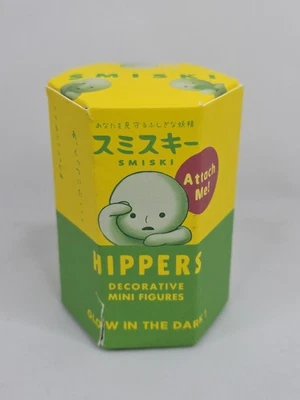 SMISKI
あなたを見守るふしぎな妖精
スミスキー
SMISKI
Attach
Me!
HIPPERS
DECORATIVE
MINI FIGURES
GLOW IN THE DARK!